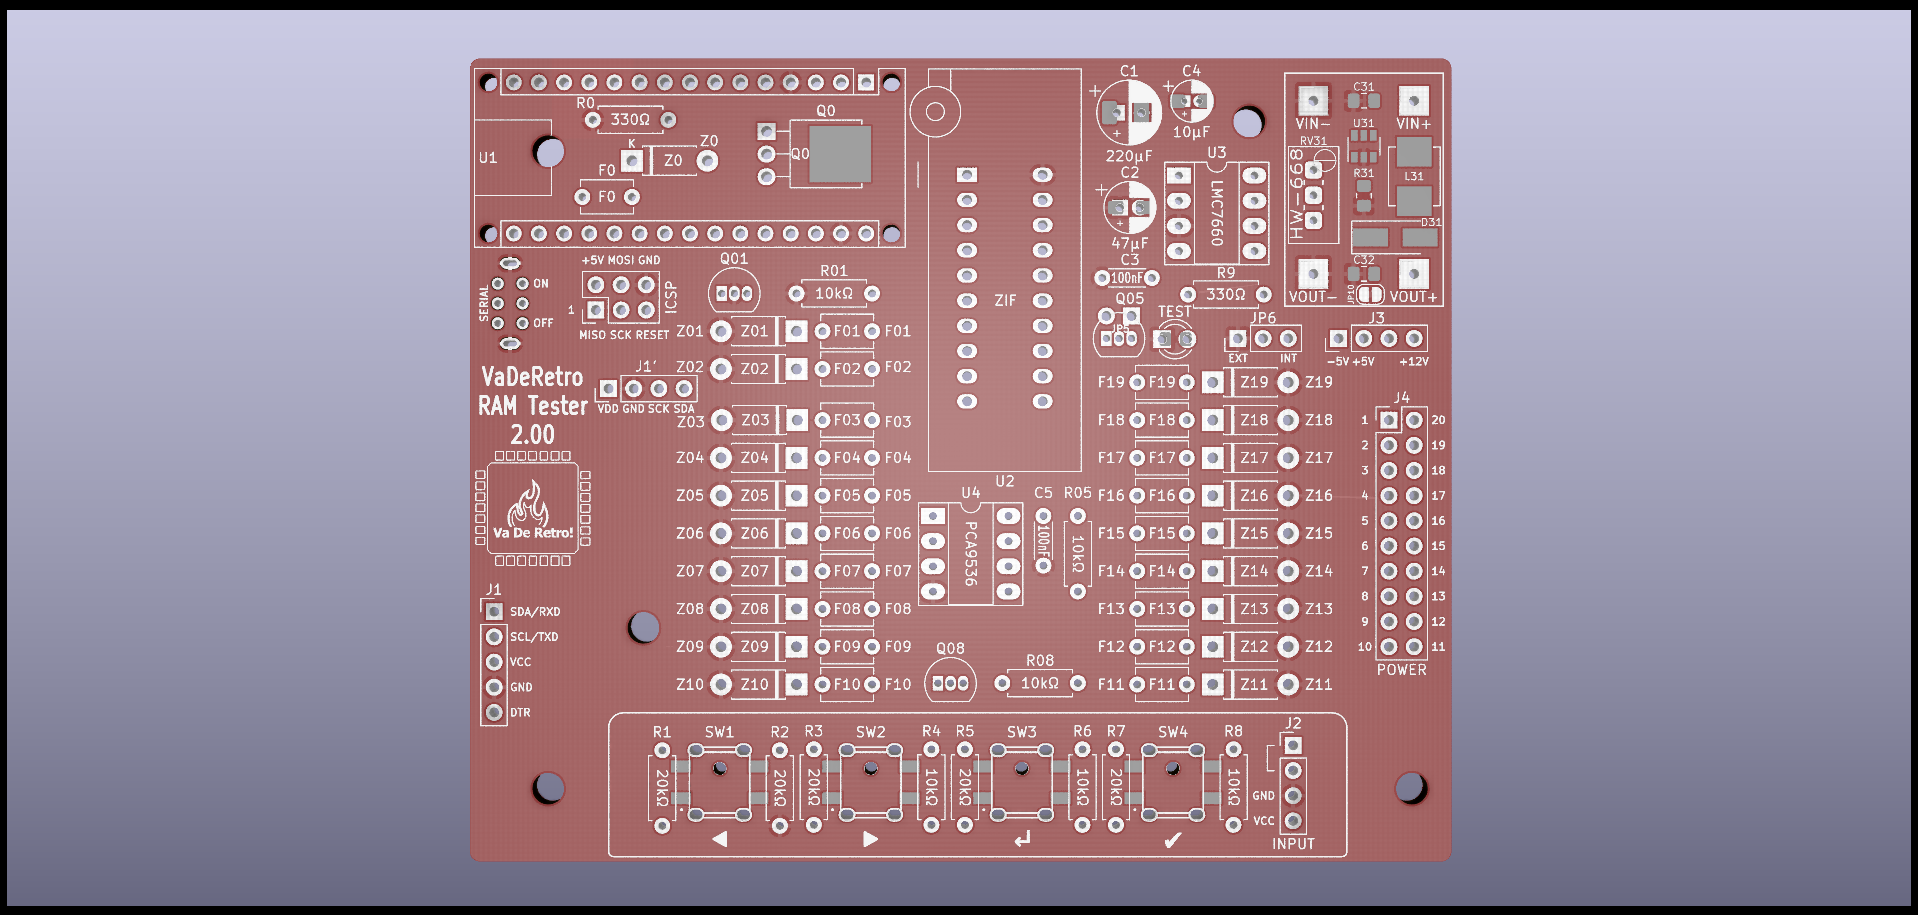 R0
330Ω
K
Z0
Z0
F0
F0
U1
Q0
Q0
C1
220µF
C4
10µF
C2
47µF
C3
100nF
U3
LMC7660
R9
330Ω
Q05
JP5
TEST
VIN-
C31
VIN+
U31
RV31
HW-668
R31
L31
D31
C32
VOUT-
JP10
VOUT+
SERIAL
ON
OFF
+5V MOSI GND
ICSP
1
MISO SCK RESET
Q01
R01
10kΩ
ZIF
U2
JP6
EXT INT
J3
-5V +5V +12V
VaDeRetro
RAM Tester
2.00
J1'
VDD GND SCK SDA
Va De Retro!
Z01 Z01 F01 F01
Z02 Z02 F02 F02
Z03 Z03 F03 F03
Z04 Z04 F04 F04
Z05 Z05 F05 F05
Z06 Z06 F06 F06
Z07 Z07 F07 F07
Z08 Z08 F08 F08
Z09 Z09 F09 F09
Z10 Z10 F10 F10
U4
PCA9536
C5
100nF
R05
10kΩ
Q08
R08
10kΩ
F19 F19 Z19 Z19
F18 F18 Z18 Z18
F17 F17 Z17 Z17
F16 F16 Z16 Z16
F15 F15 Z15 Z15
F14 F14 Z14 Z14
F13 F13 Z13 Z13
F12 F12 Z12 Z12
F11 F11 Z11 Z11
J4
1 20
2 19
3 18
4 17
5 16
6 15
7 14
8 13
9 12
10 11
POWER
J1
SDA/RXD
SCL/TXD
VCC
GND
DTR
R1 SW1 R2 R3 SW2 R4 R5 SW3 R6 R7 SW4 R8
20kΩ 20kΩ 20kΩ 10kΩ 20kΩ 10kΩ 20kΩ 10kΩ
J2
GND
VCC
INPUT